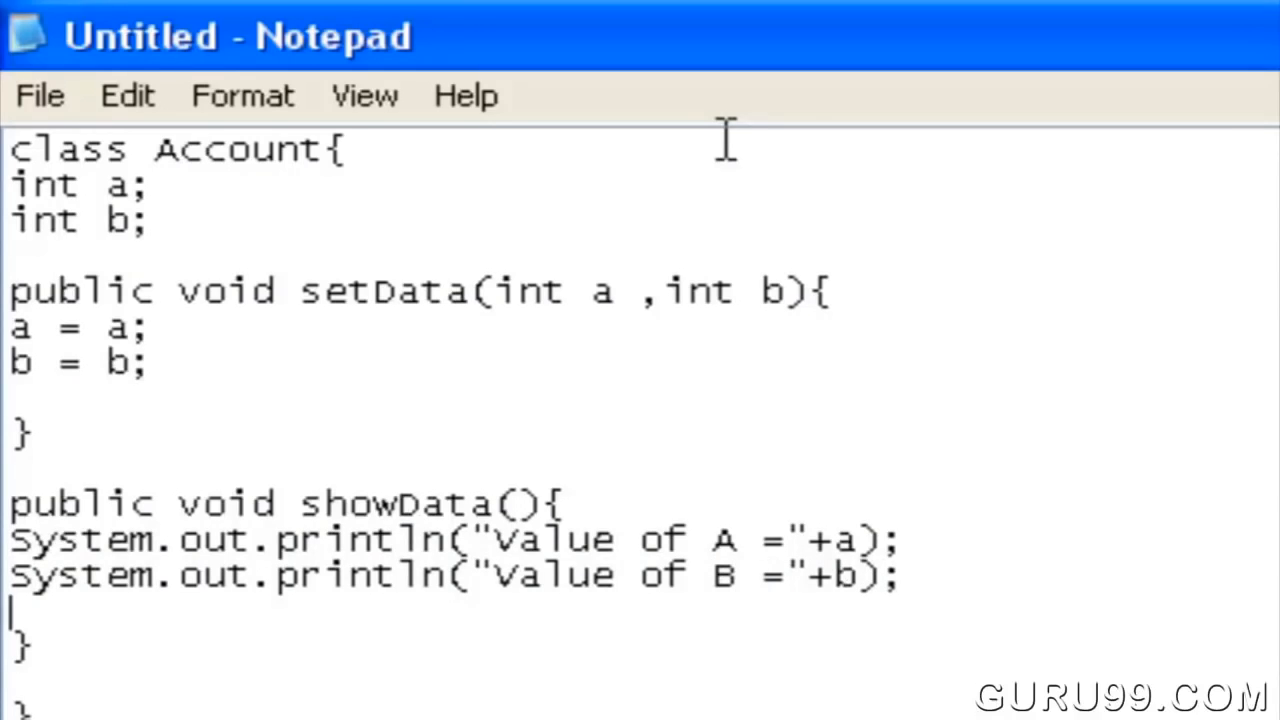 Untitled - Notepad
File Edit Format View Help
class Account{
int a;
int b;
public void setData(int a ,int b){
a = a;
b = b;
}
public void showData(){
System.out.println("Value of A ="+a);
System.out.println("Value of B ="+b);
}
}
GURU99.COM